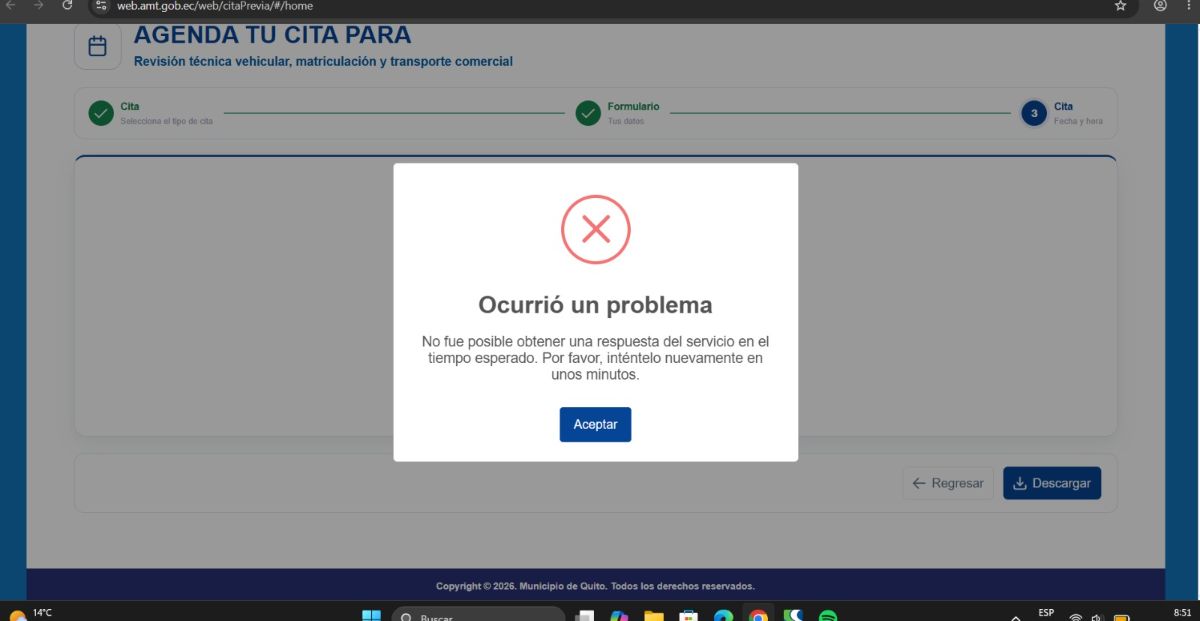 web.amt.gob.ec/web/citaPrevia/#/home
AGENDA TU CITA PARA
Revisión técnica vehicular, matriculación y transporte comercial
Cita
Selecciona el tipo de cita
Formulario
Tus datos
3
Cita
Fecha y hora
Ocurrió un problema
No fue posible obtener una respuesta del servicio en el
tiempo esperado. Por favor, inténtelo nuevamente en
unos minutos.
Aceptar
Regresar
Descargar
Copyright © 2026. Municipio de Quito. Todos los derechos reservados.
14°C
Buscar
ESP
8:51